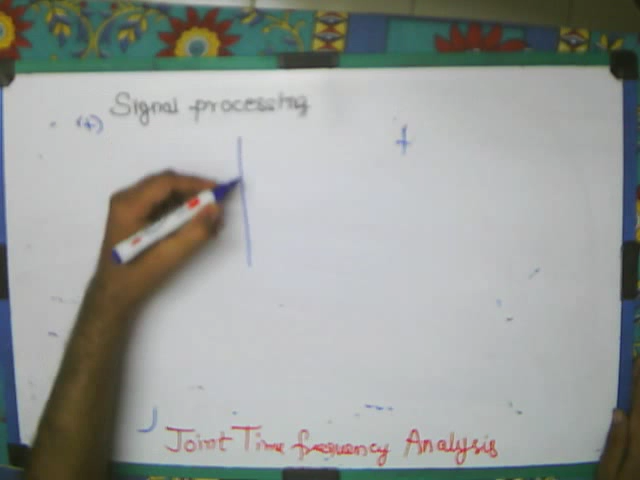 Signal processing
(t)
t
Joint Time frequency Analysis